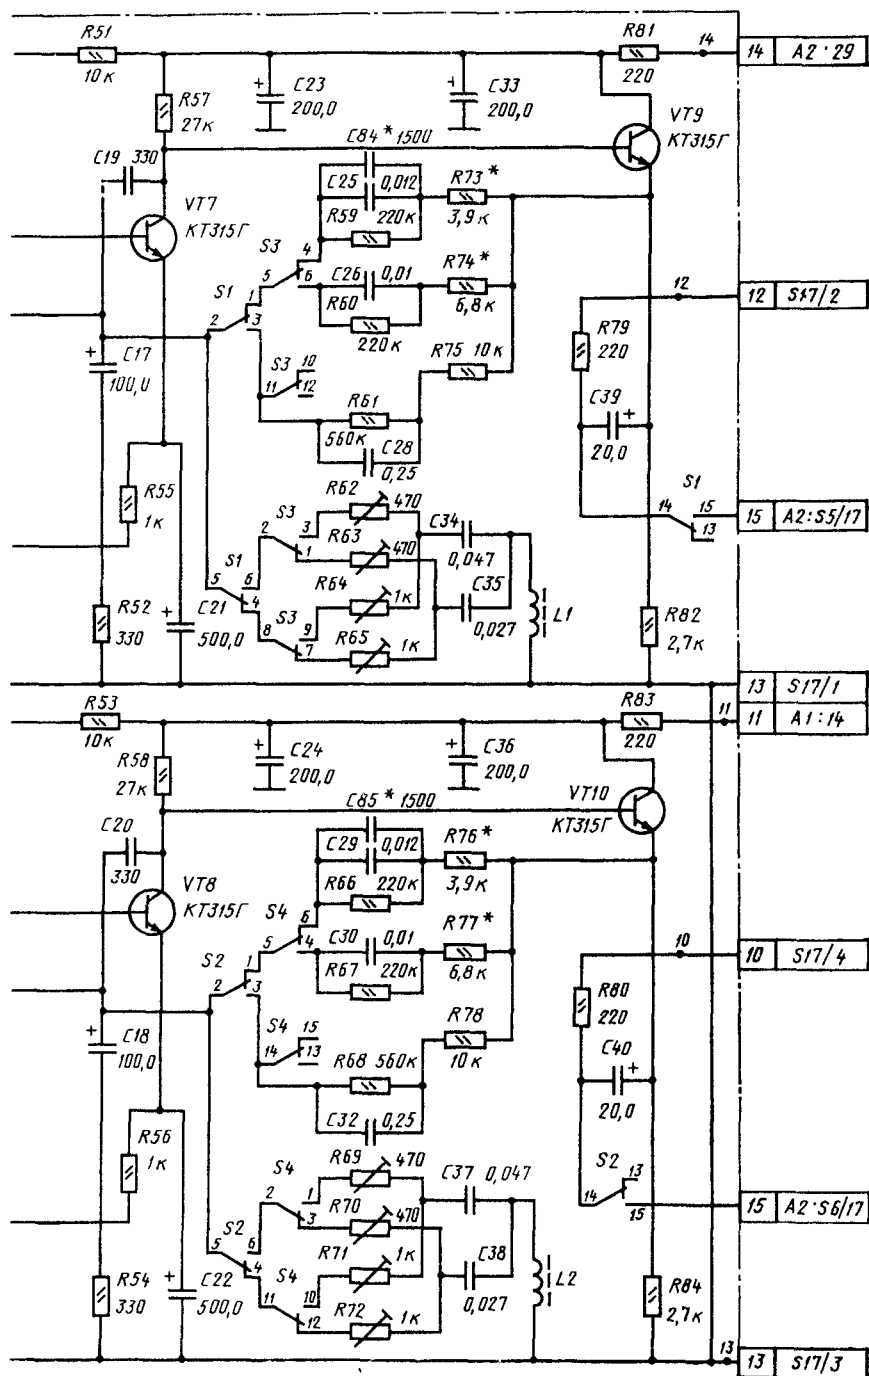 R51
10к
R81
14
14 A2·29
220
R57
27к
C23
200,0
C33
200,0
VT9
КТ315Г
C84*1500
C19 330
C25 0,012
R73*
3,9к
R59 220к
VT7
КТ315Г
S3
4
5
6
C26 0,01
R74*
6,8к
R60
220к
S1
1
2
3
12
12 S17/2
R79
220
R75 10к
C17
100,0
S3
10
11
12
R61
560к
C28
0,25
C39
20,0
S1
14
15
13
15 A2:S5/17
R55
1к
S3
2
3
1
R62 470
R63
470
C34
0,047
S1
5
6
4
R64 1к
C35
0,027
L1
R52
330
C21
500,0
S3
8
9
7
R65 1к
R82
2,7к
13 S17/1
R53
10к
R83
220
11
11 A1:14
R58
27к
C24
200,0
C36
200,0
VT10
КТ315Г
C85*1500
C20
330
C29 0,012
R76*
3,9к
R66 220к
VT8
КТ315Г
S4
6
5
4
C30 0,01
R77*
6,8к
R67 220к
S2
1
2
3
10
10 S17/4
R80
220
R78
10к
C18
100,0
S4
15
14
13
R68 560к
C32 0,25
C40
20,0
R56
1к
S2
13
14
15
15 A2·S6/17
S4
2
1
3
R69 470
R70 470
C37 0,047
S2
5
6
4
R71 1к
C38
0,027
L2
R54
330
C22
500,0
S4
11
10
12
R72 1к
R84
2,7к
13
13 S17/3